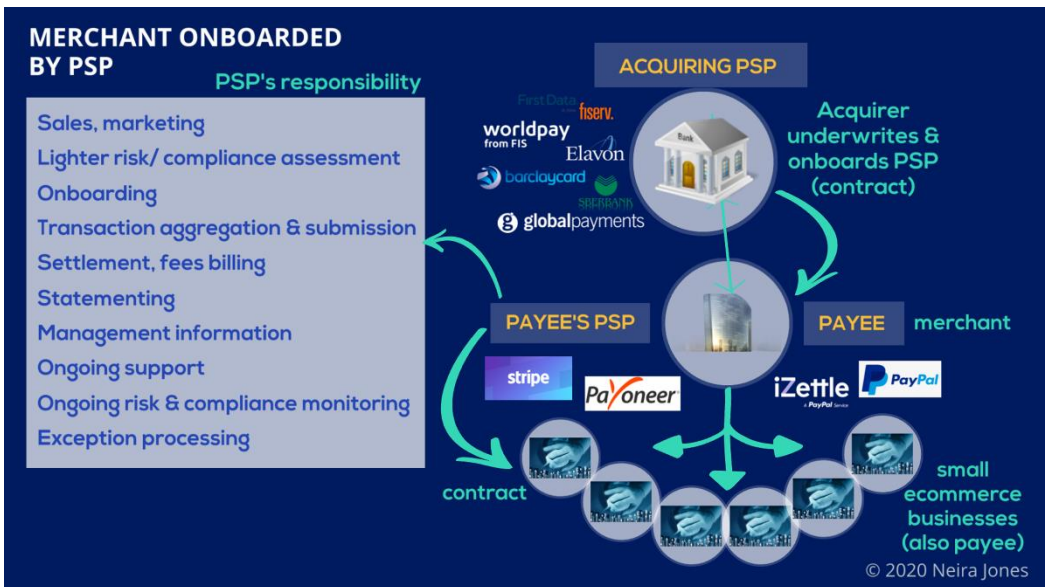 MERCHANT ONBOARDED
BY PSP
PSP's responsibility
Sales, marketing
Lighter risk/ compliance assessment
Onboarding
Transaction aggregation & submission
Settlement, fees billing
Statementing
Management information
Ongoing support
Ongoing risk & compliance monitoring
Exception processing
ACQUIRING PSP
First Data
fiserv.
worldpay
from FIS
Elavon
barclaycard
SBERBANK
globalpayments
Bank
Acquirer
underwrites &
onboards PSP
(contract)
PAYEE'S PSP
PAYEE
merchant
stripe
Payoneer
iZettle
a PayPal Service
PayPal
contract
small
ecommerce
businesses
(also payee)
© 2020 Neira Jones